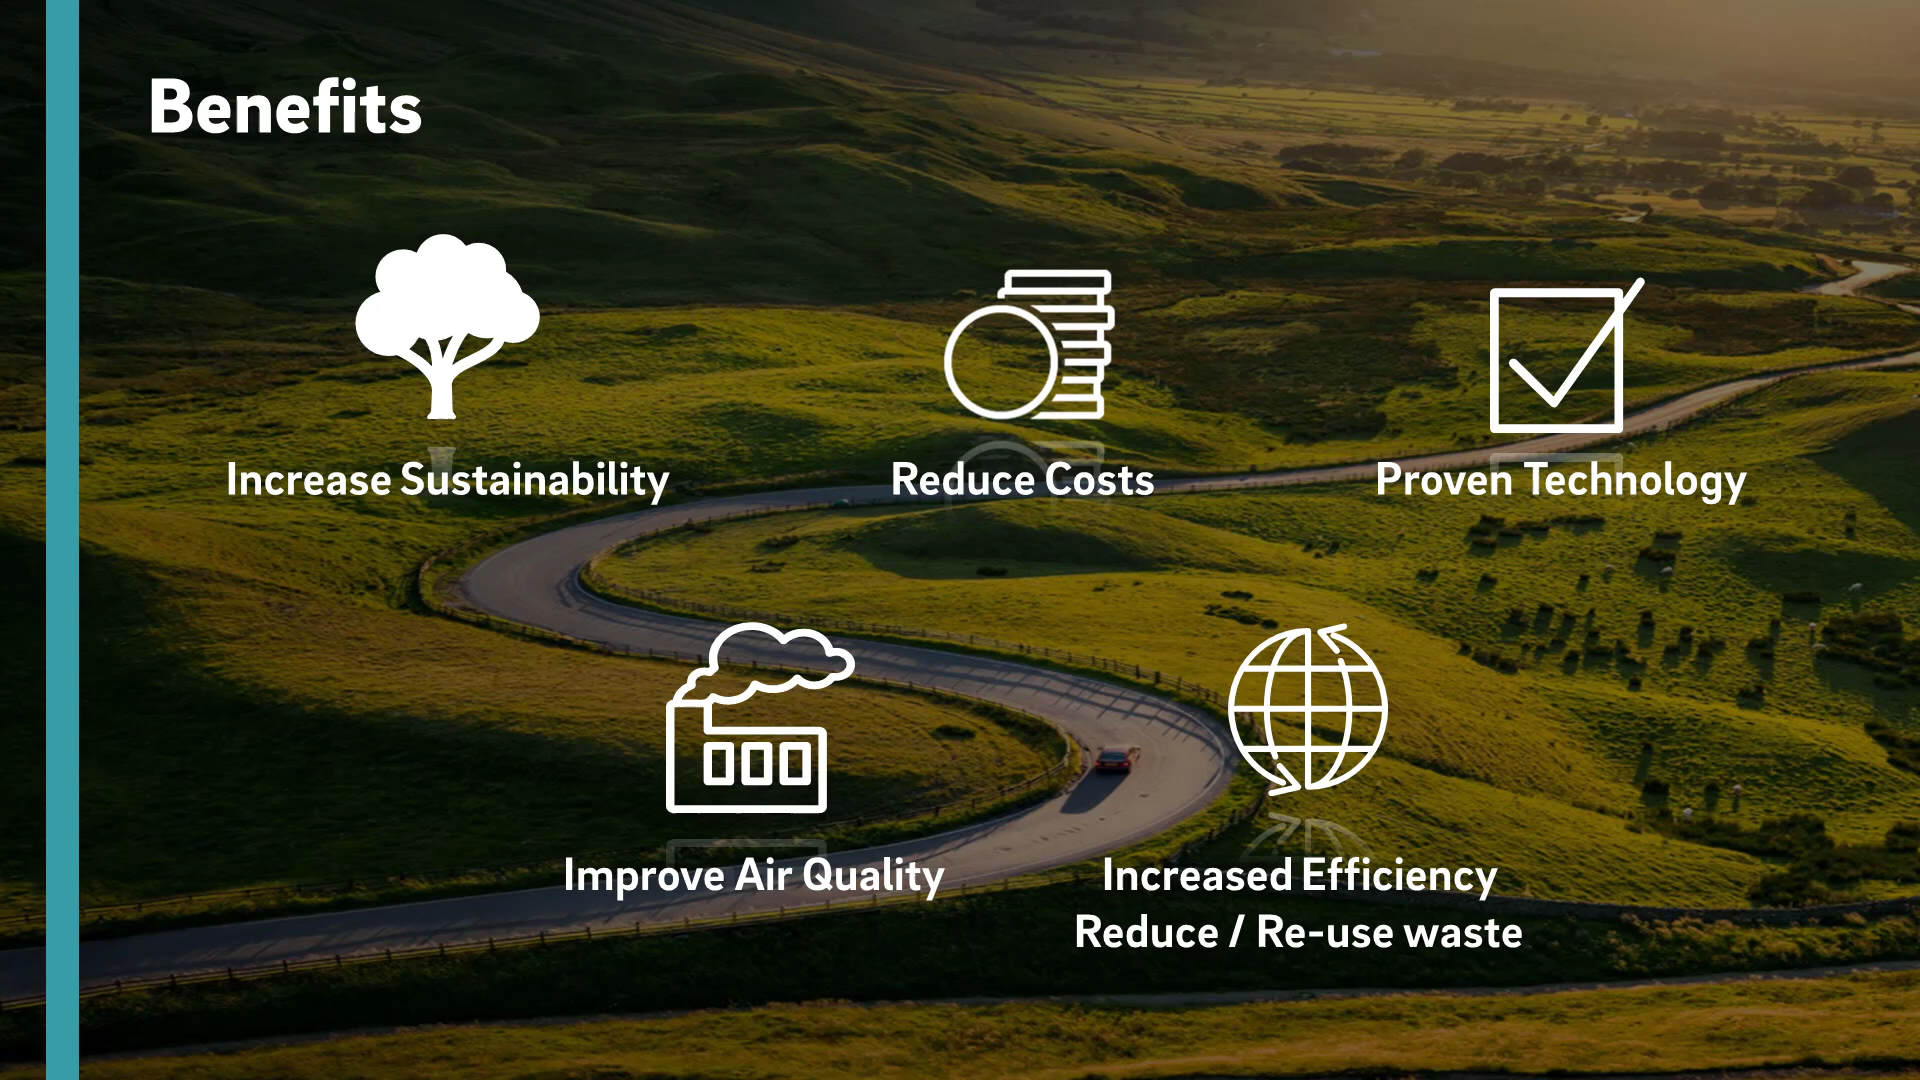 Benefits
Increase Sustainability
Reduce Costs
Proven Technology
Improve Air Quality
Increased Efficiency
Reduce / Re-use waste